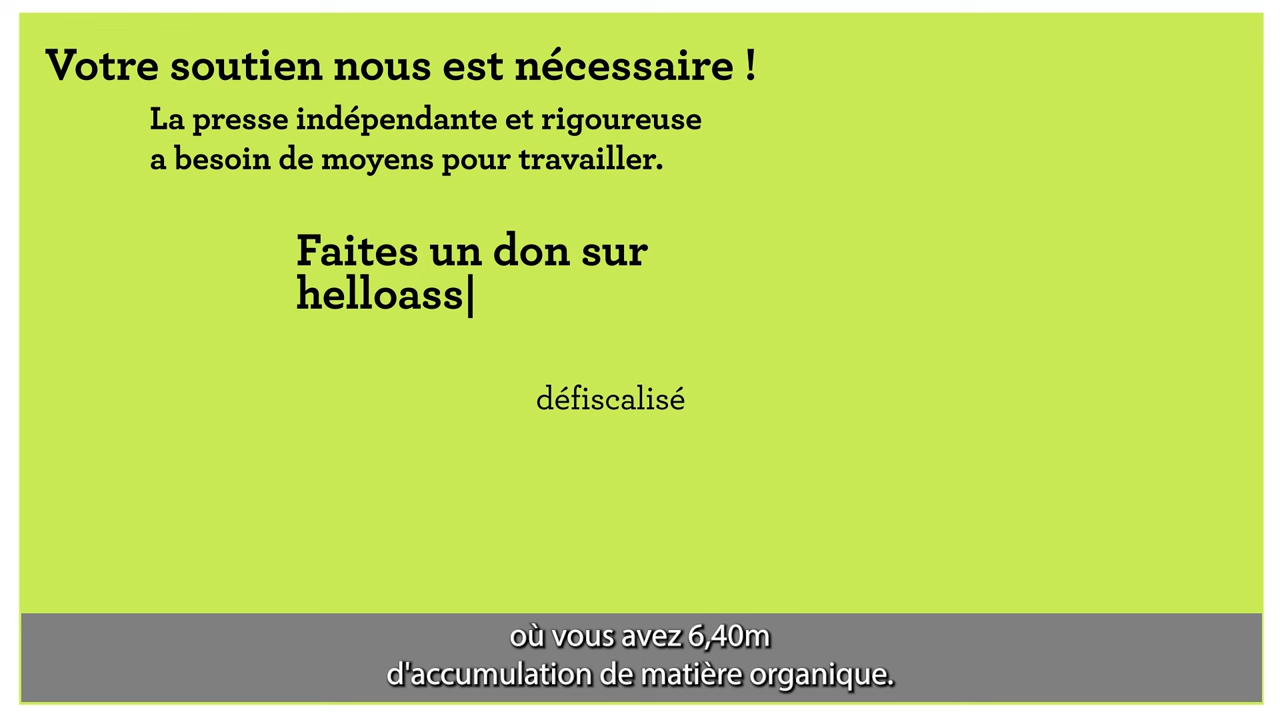 Votre soutien nous est nécessaire !
La presse indépendante et rigoureuse
a besoin de moyens pour travailler.
Faites un don sur
helloass|
défiscalisé
où vous avez 6,40m
d'accumulation de matière organique.